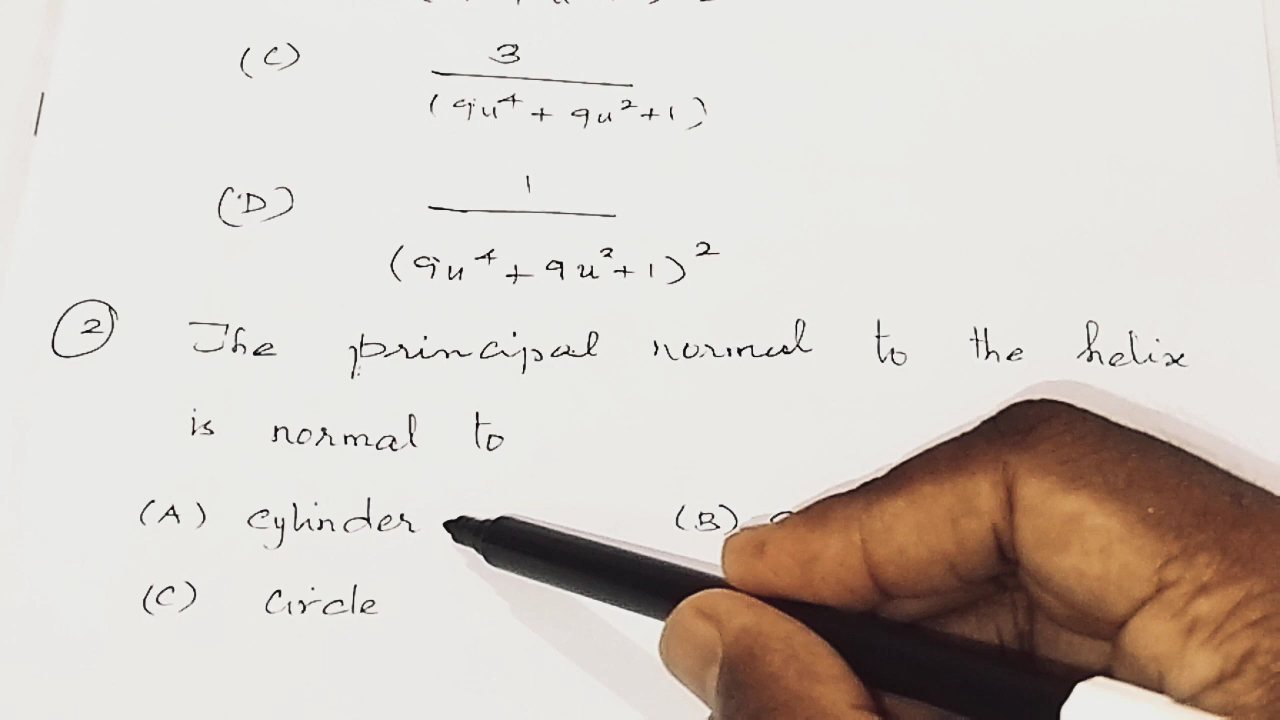 (C) 3
(9u⁴ + 9u² + 1)
(D) 1
(9u⁴ + 9u² + 1)²
② The principal normal to the helix
is normal to
(A) cylinder (B)
(C) circle